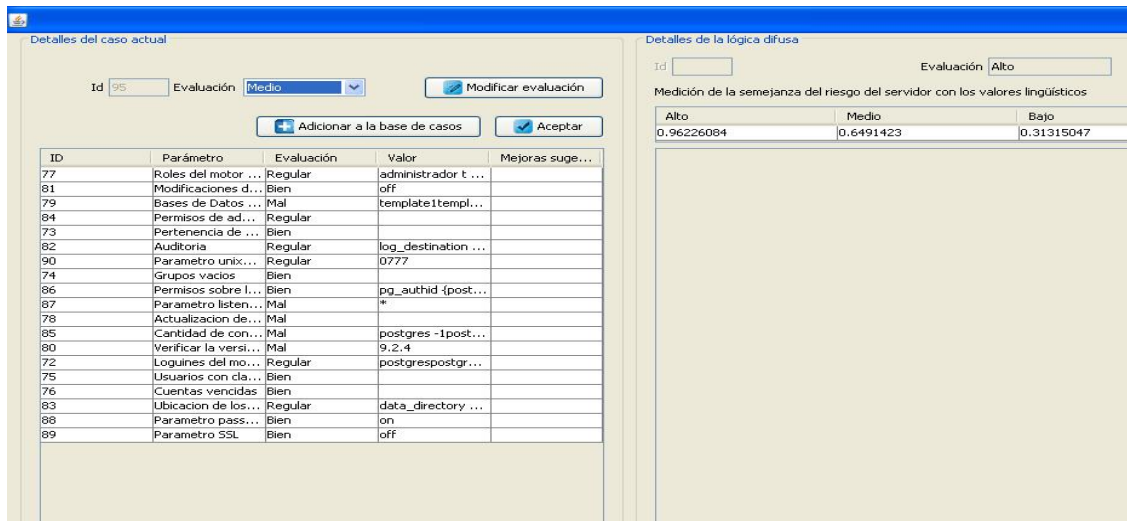 Detalles del caso actual
Id 95 Evaluación Medio Modificar evaluación
Adicionar a la base de casos Aceptar
ID Parámetro Evaluación Valor Mejoras suge...
77 Roles del motor ... Regular administrador t ...
81 Modificaciones d... Bien off
79 Bases de Datos ... Mal template1templ...
84 Permisos de ad... Regular
73 Pertenencia de ... Bien
82 Auditoria Regular log_destination ...
90 Parametro unix... Regular 0777
74 Grupos vacios Bien
86 Permisos sobre l... Bien pg_authid {post...
87 Parametro listen... Mal *
78 Actualizacion de... Mal
85 Cantidad de con... Mal postgres -1post...
80 Verificar la versi... Mal 9.2.4
72 Loguines del mo... Regular postgrespostgr...
75 Usuarios con cla... Bien
76 Cuentas vencidas Bien
83 Ubicacion de los... Regular data_directory ...
88 Parametro pass... Bien on
89 Parametro SSL Bien off
Detalles de la lógica difusa
Id Evaluación Alto
Medición de la semejanza del riesgo del servidor con los valores lingüísticos
Alto Medio Bajo
0.96226084 0.6491423 0.31315047